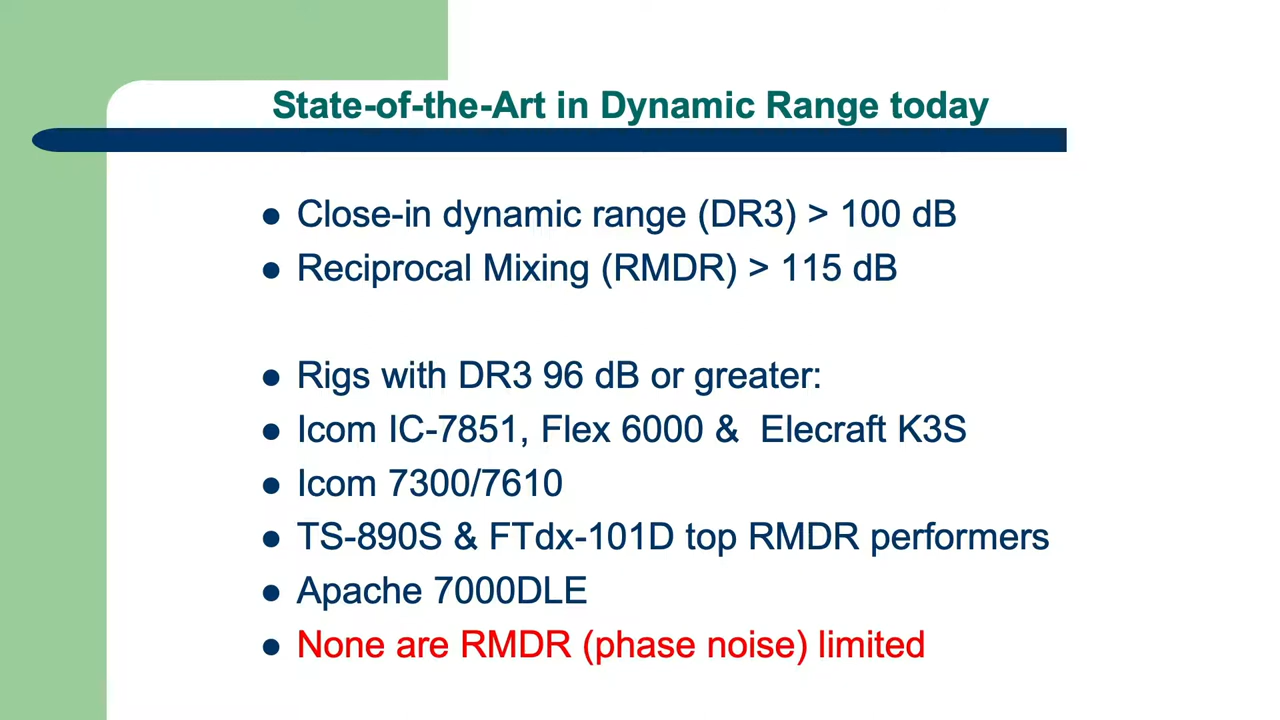 State-of-the-Art in Dynamic Range today
● Close-in dynamic range (DR3) > 100 dB
● Reciprocal Mixing (RMDR) > 115 dB
● Rigs with DR3 96 dB or greater:
● Icom IC-7851, Flex 6000 &  Elecraft K3S
● Icom 7300/7610
● TS-890S & FTdx-101D top RMDR performers
● Apache 7000DLE
● None are RMDR (phase noise) limited